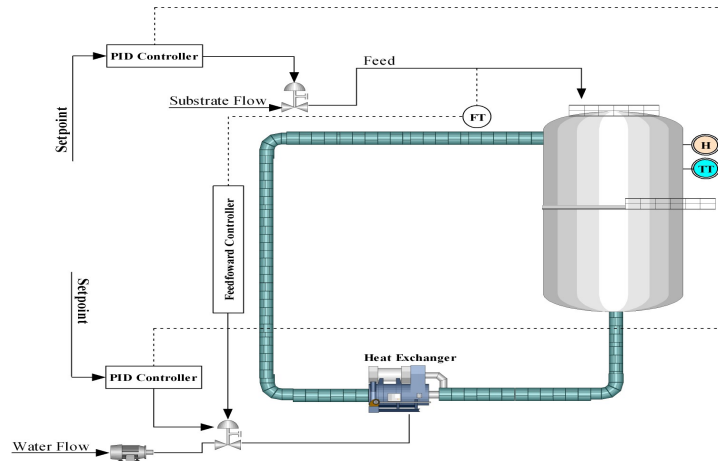 PID Controller
Feed
Substrate Flow
FT
Setpoint
H
TT
Feedfoward Controller
Setpoint
Heat Exchanger
PID Controller
Water Flow